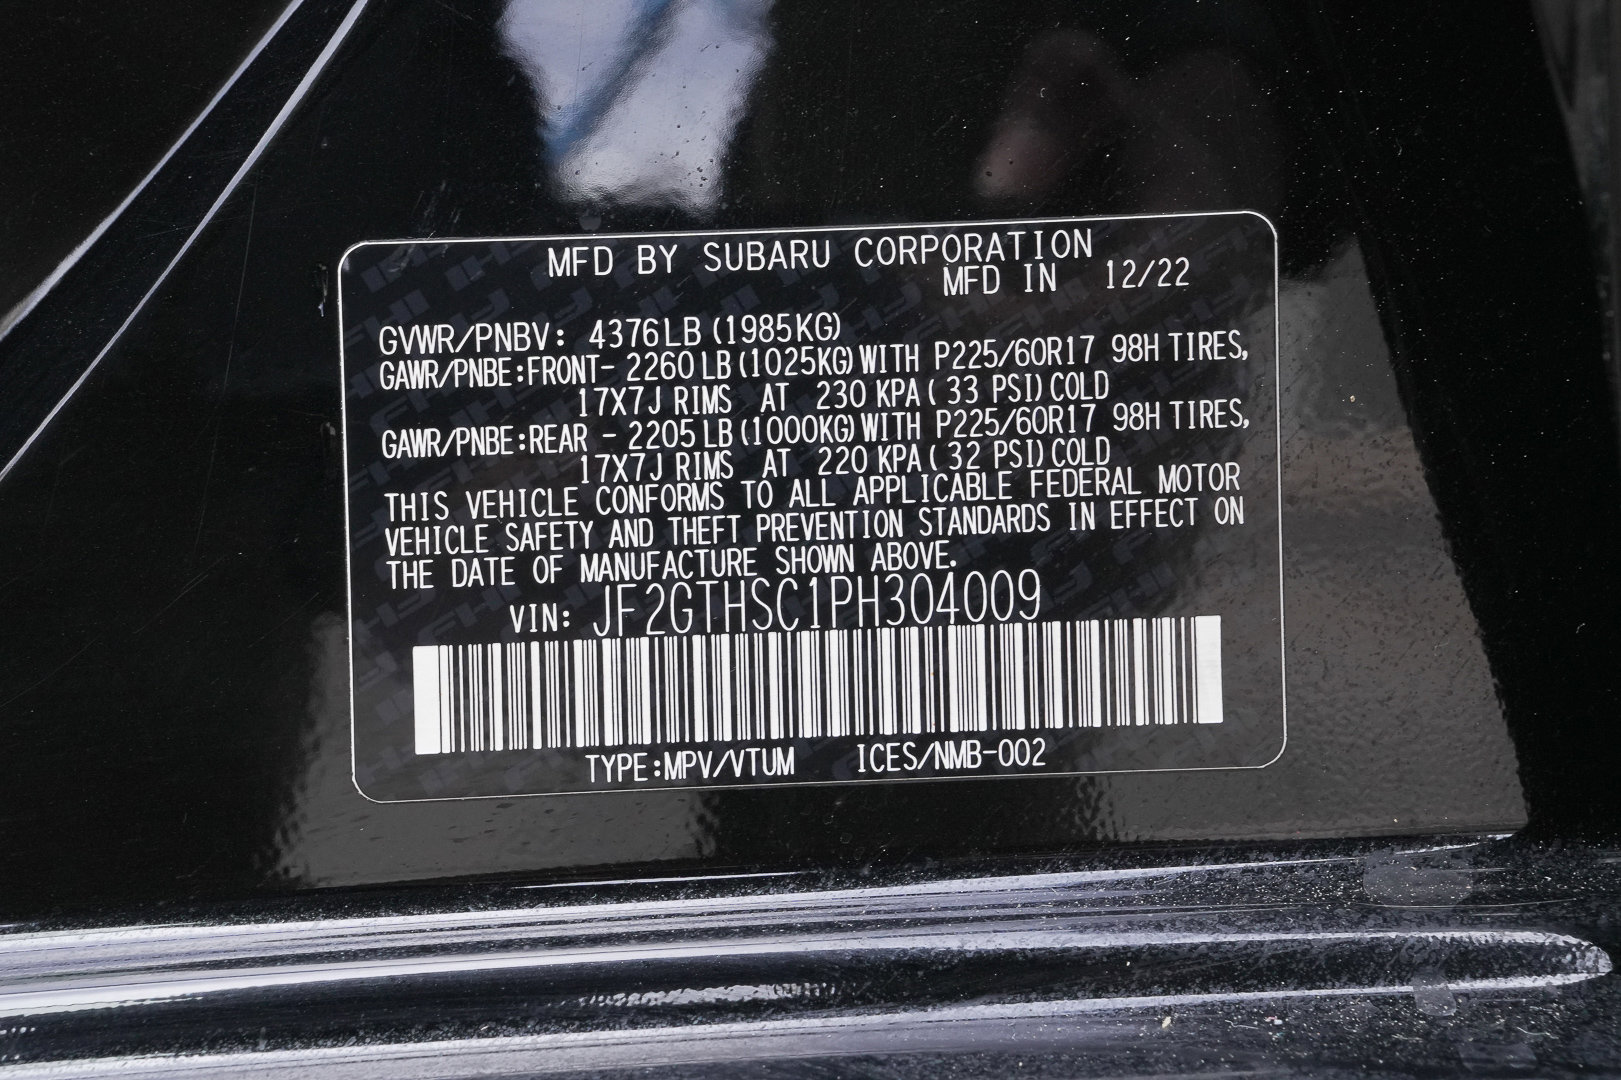 MFD BY SUBARU CORPORATION
MFD IN 12/22
GVWR/PNBV: 4376LB (1985KG)
GAWR/PNBE:FRONT- 2260 LB (1025KG) WITH P225/60R17 98H TIRES,
17X7J RIMS AT 230 KPA ( 33 PSI) COLD
GAWR/PNBE:REAR - 2205 LB (1000KG) WITH P225/60R17 98H TIRES,
17X7J RIMS AT 220 KPA ( 32 PSI) COLD
THIS VEHICLE CONFORMS TO ALL APPLICABLE FEDERAL MOTOR
VEHICLE SAFETY AND THEFT PREVENTION STANDARDS IN EFFECT ON
THE DATE OF MANUFACTURE SHOWN ABOVE.
VIN: JF2GTHSC1PH304009
TYPE:MPV/VTUM ICES/NMB-002